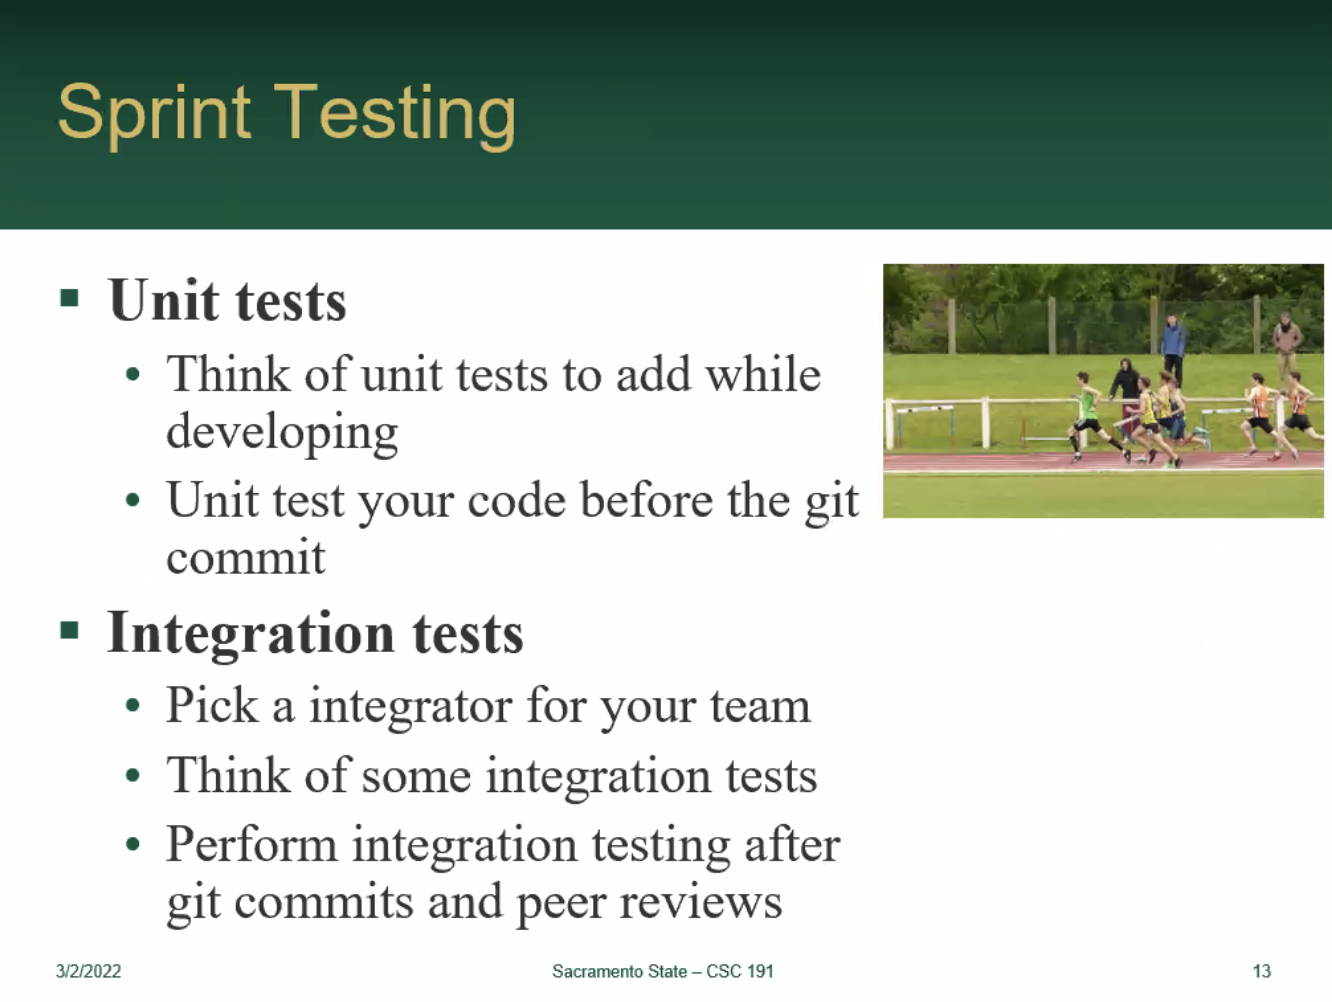 Sprint Testing
▪ Unit tests
• Think of unit tests to add while
developing
• Unit test your code before the git
commit
▪ Integration tests
• Pick a integrator for your team
• Think of some integration tests
• Perform integration testing after
git commits and peer reviews
3/2/2022
Sacramento State – CSC 191
13